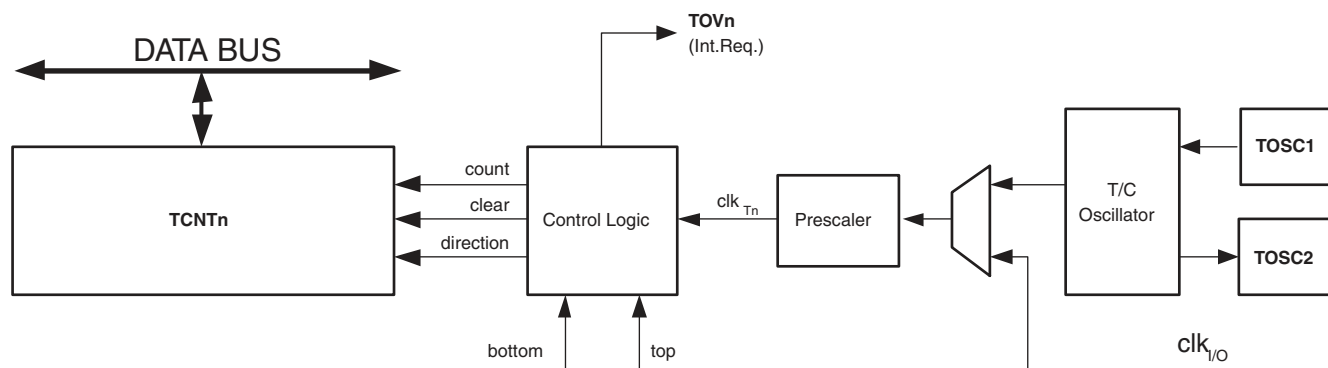 TOVn
(Int.Req.)
DATA BUS
TOSC1
count
T/C
Oscillator
clk Tn
clear
TCNTn
Control Logic
Prescaler
direction
TOSC2
bottom
top
clkI/O